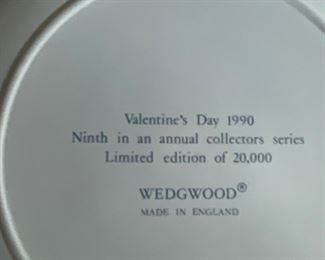 Valentine's Day 1990
Ninth in an annual collectors series
Limited edition of 20,000
WEDGWOOD®
MADE IN ENGLAND